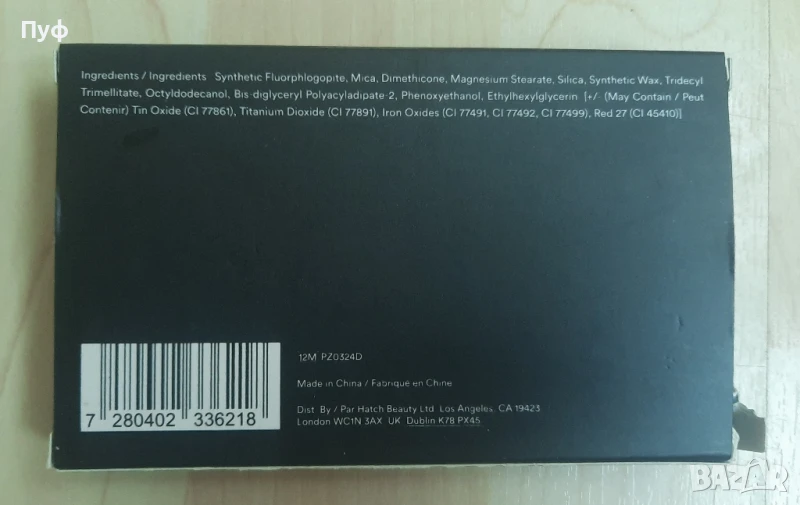 Пуф
Ingredients / Ingredients Synthetic Fluorphlogopite, Mica, Dimethicone, Magnesium Stearate, Silica, Synthetic Wax, Tridecyl
Trimellitate, Octyldodecanol, Bis-diglyceryl Polyacyladipate-2, Phenoxyethanol, Ethylhexylglycerin [+/- (May Contain / Peut
Contenir) Tin Oxide (CI 77861), Titanium Dioxide (CI 77891), Iron Oxides (CI 77491, CI 77492, CI 77499), Red 27 (CI 45410)]
12M PZ0324D
Made in China / Fabriqué en Chine
Dist. By / Par Hatch Beauty Ltd Los Angeles, CA 19423
London WC1N 3AX UK Dublin K78 PX45
7 280402 336218
BAZAR